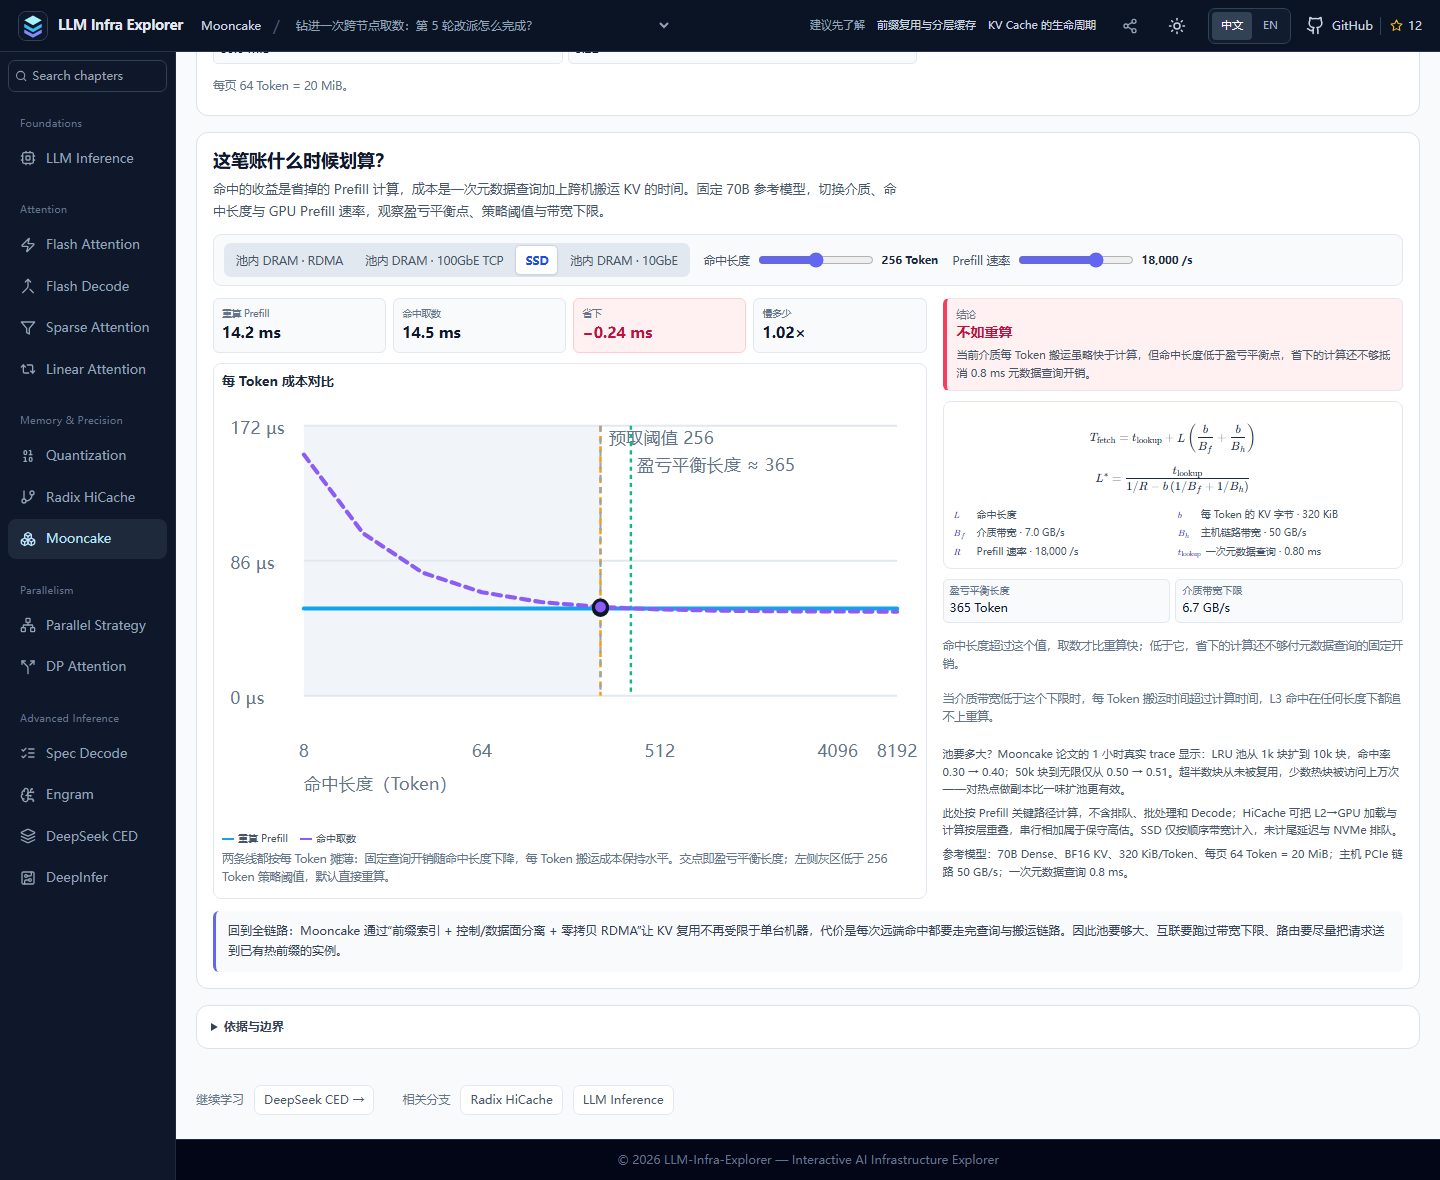 LLM Infra Explorer
Mooncake / 钻进一次跨节点取数：第 5 轮改派怎么完成？
建议先了解 前缀复用与分层缓存 KV Cache 的生命周期
中文 EN GitHub 12
Search chapters
Foundations
LLM Inference
Attention
Flash Attention
Flash Decode
Sparse Attention
Linear Attention
Memory & Precision
Quantization
Radix HiCache
Mooncake
Parallelism
Parallel Strategy
DP Attention
Advanced Inference
Spec Decode
Engram
DeepSeek CED
DeepInfer
每页 64 Token = 20 MiB。
这笔账什么时候划算？
命中的收益是省掉的 Prefill 计算，成本是一次元数据查询加上跨机搬运 KV 的时间。固定 70B 参考模型，切换介质、命
中长度与 GPU Prefill 速率，观察盈亏平衡点、策略阈值与带宽下限。
池内 DRAM · RDMA 池内 DRAM · 100GbE TCP SSD 池内 DRAM · 10GbE 命中长度 256 Token Prefill 速率 18,000 /s
重算 Prefill
14.2 ms
命中取数
14.5 ms
省下
−0.24 ms
慢多少
1.02×
每 Token 成本对比
172 µs
86 µs
0 µs
预取阈值 256
盈亏平衡长度 ≈ 365
8 64 512 4096 8192
命中长度（Token）
重算 Prefill 命中取数
两条线都按每 Token 摊薄：固定查询开销随命中长度下降，每 Token 搬运成本保持水平。交点即盈亏平衡长度；左侧灰区低于 256
Token 策略阈值，默认直接重算。
结论
不如重算
当前介质每 Token 搬运虽略快于计算，但命中长度低于盈亏平衡点，省下的计算还不够抵
消 0.8 ms 元数据查询开销。
T_fetch = t_lookup + L (b/B_f + b/B_h)
L* = t_lookup / (1/R − b (1/B_f + 1/B_h))
L 命中长度 b 每 Token 的 KV 字节 · 320 KiB
B_f 介质带宽 · 7.0 GB/s B_h 主机链路带宽 · 50 GB/s
R Prefill 速率 · 18,000 /s t_lookup 一次元数据查询 · 0.80 ms
盈亏平衡长度
365 Token
介质带宽下限
6.7 GB/s
命中长度超过这个值，取数才比重算快；低于它，省下的计算还不够付元数据查询的固定开
销。
当介质带宽低于这个下限时，每 Token 搬运时间超过计算时间，L3 命中在任何长度下都追
不上重算。
池要多大？Mooncake 论文的 1 小时真实 trace 显示：LRU 池从 1k 块扩到 10k 块，命中率
0.30 → 0.40；50k 块到无限仅从 0.50 → 0.51。超半数块从未被复用，少数热块被访问上万次
——对热点做副本比一味扩池更有效。
此处按 Prefill 关键路径计算，不含排队、批处理和 Decode；HiCache 可把 L2→GPU 加载与
计算按层重叠，串行相加属于保守高估。SSD 仅按顺序带宽计入，未计尾延迟与 NVMe 排队。
参考模型：70B Dense、BF16 KV、320 KiB/Token、每页 64 Token = 20 MiB；主机 PCIe 链
路 50 GB/s；一次元数据查询 0.8 ms。
回到全链路：Mooncake 通过“前缀索引 + 控制/数据面分离 + 零拷贝 RDMA”让 KV 复用不再受限于单台机器，代价是每次远端命中都要走完查询与搬运链路。因此池要够大、互联要跑过带宽下限、路由要尽量把请求送
到已有热前缀的实例。
依据与边界
继续学习 DeepSeek CED → 相关分支 Radix HiCache LLM Inference
© 2026 LLM-Infra-Explorer — Interactive AI Infrastructure Explorer